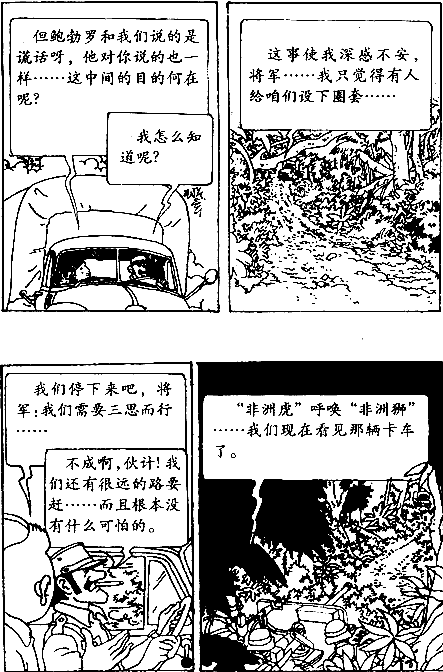 但鲍勃罗和我们说的是
谎话呀，他对你说的也一
样……这中间的目的何在
呢？
我怎么知
道呢？
这事使我深感不安，
将军……我只觉得有人
给咱们设下圈套……
我们停下来吧，将
军：我们需要三思而行
……
不成啊，伙计！我
们还有很远的路要
赶……而且根本没
有什么可怕的。
“非洲虎”呼唤“非洲狮”
……我们现在看见那辆卡车
了。